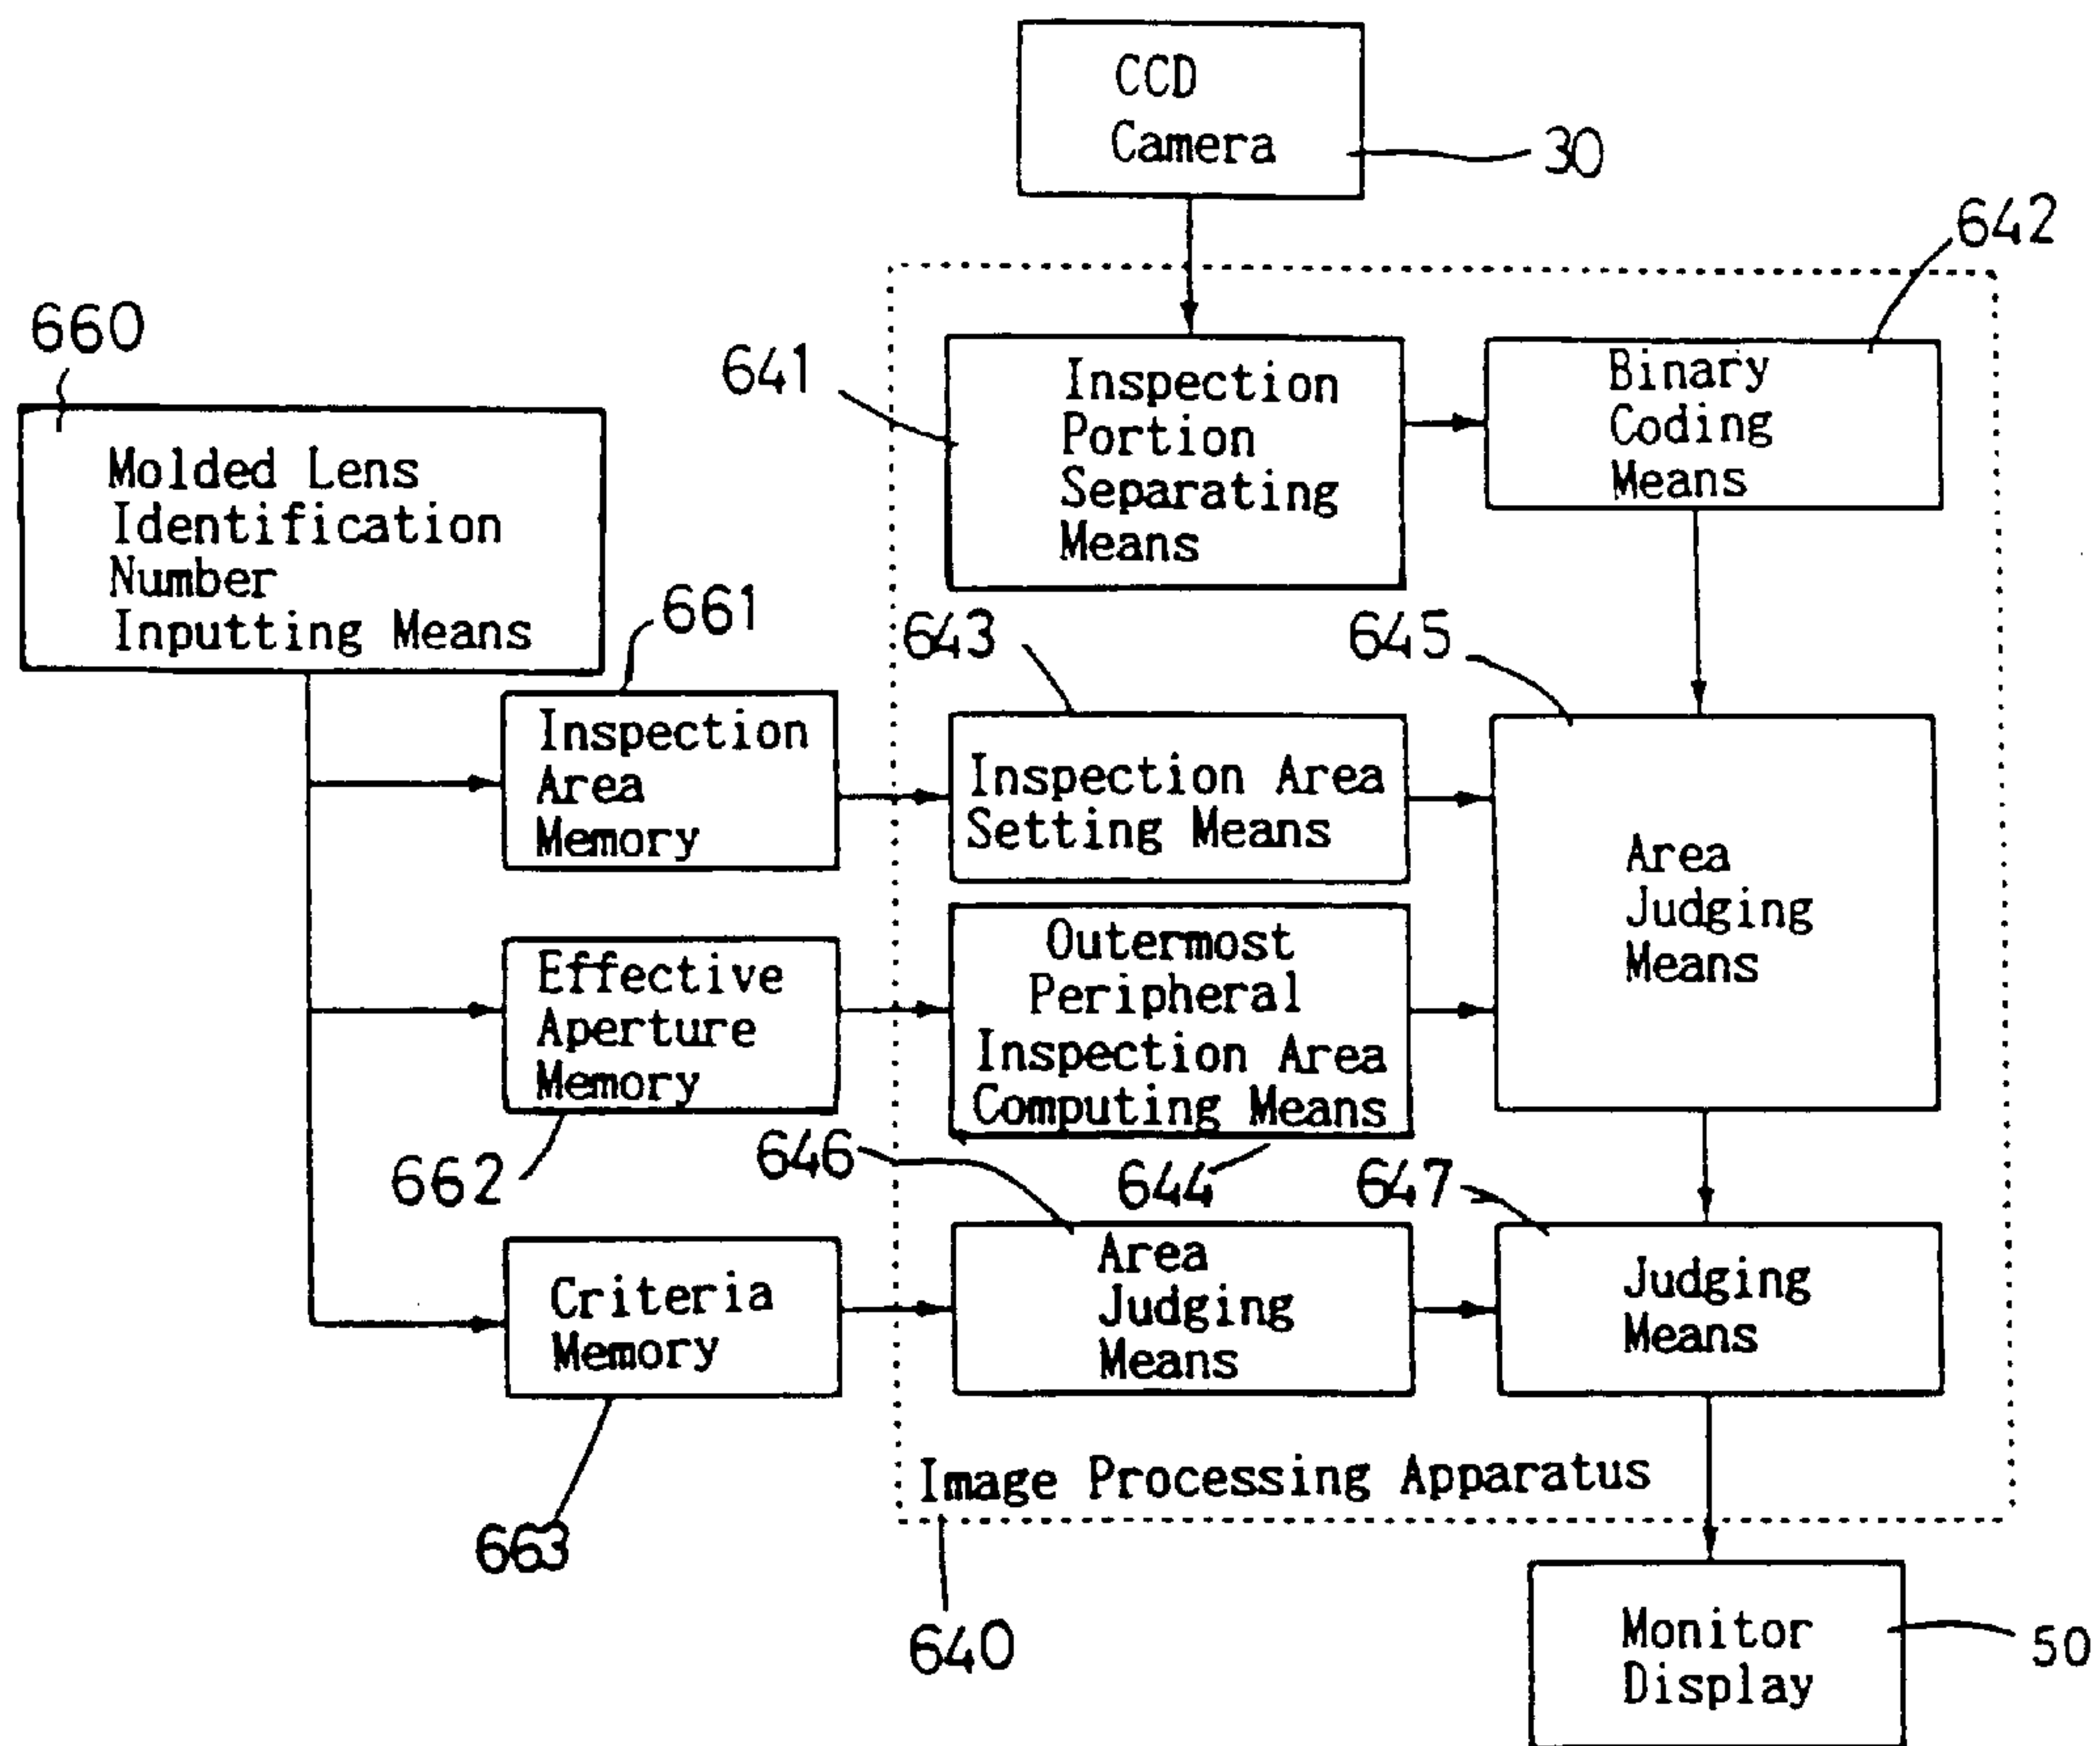 CCD
Camera
30
642
660
641
Inspection
Portion
Separating
Means
Binary
Coding
Means
Molded Lens
Identification
Number
Inputting Means
661
643
645
Inspection
Area
Memory
Inspection Area
Setting Means
Area
Judging
Means
Effective
Aperture
Memory
Outermost
Peripheral
Inspection Area
Computing Means
662
646
644
647
Criteria
Memory
Area
Judging
Means
Judging
Means
Image Processing Apparatus
663
640
Monitor
Display
50